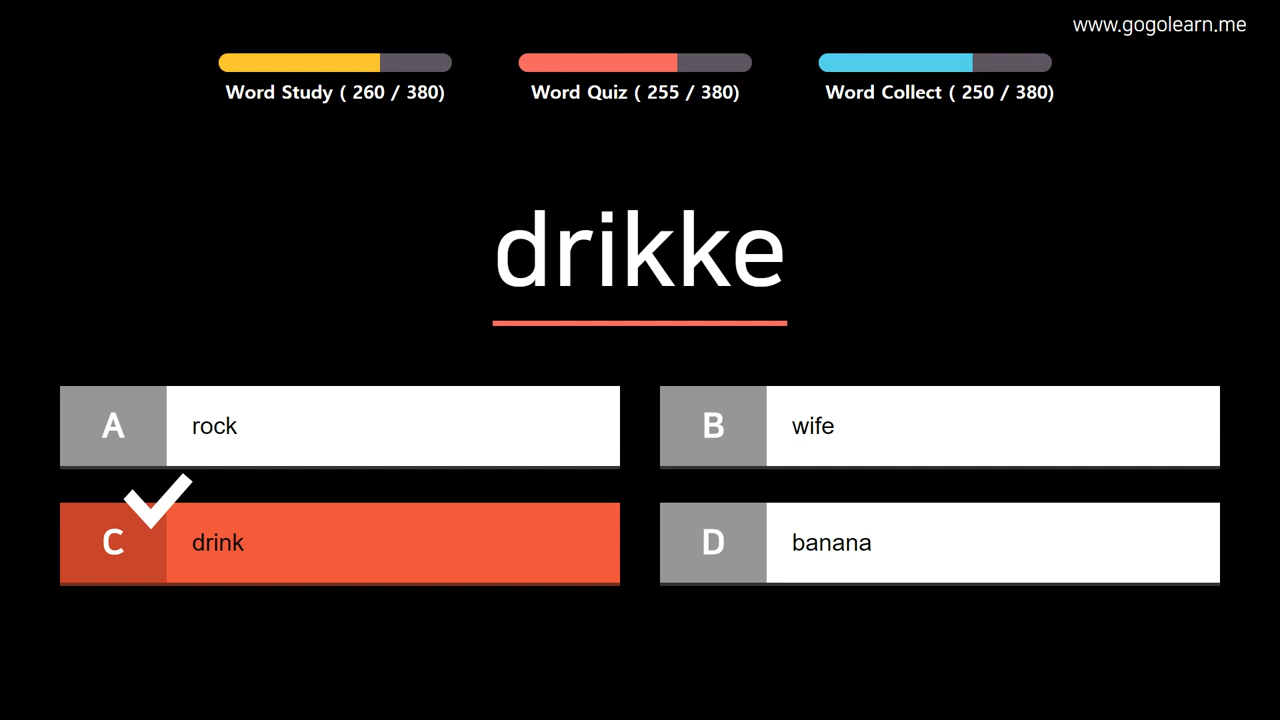 www.gogolearn.me
Word Study ( 260 / 380)
Word Quiz ( 255 / 380)
Word Collect ( 250 / 380)
drikke
A rock
B wife
C drink
D banana